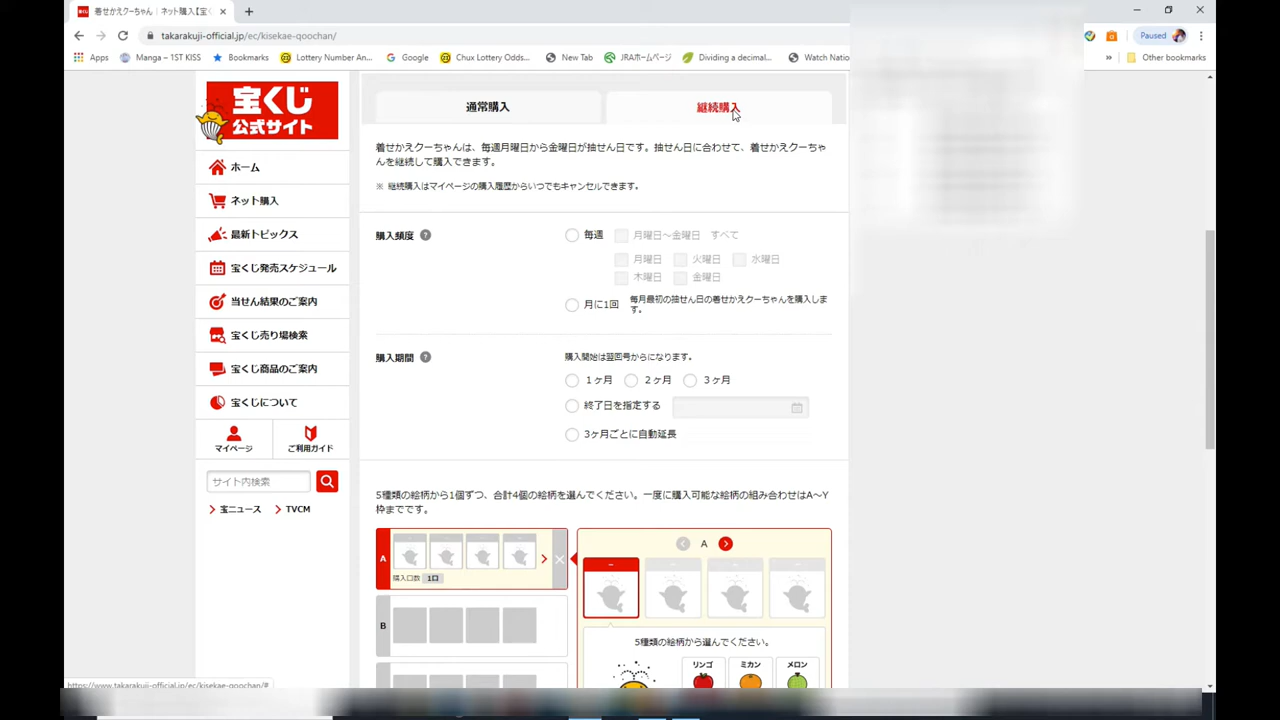 着せかえクーちゃん | ネット購入【宝く
takarakuji-official.jp/ec/kisekae-qoochan/
Paused
Apps
Manga – 1ST KISS
Bookmarks
Lottery Number An...
Google
Chux Lottery Odds...
New Tab
JRAホームページ
Dividing a decimal...
Watch Natio
»
Other bookmarks
宝くじ
公式サイト
ホーム
ネット購入
最新トピックス
宝くじ発売スケジュール
当せん結果のご案内
宝くじ売り場検索
宝くじ商品のご案内
宝くじについて
マイページ
ご利用ガイド
サイト内検索
宝ニュース
TVCM
通常購入
継続購入
着せかえクーちゃんは、毎週月曜日から金曜日が抽せん日です。抽せん日に合わせて、着せかえクーちゃ
んを継続して購入できます。
※ 継続購入はマイページの購入履歴からいつでもキャンセルできます。
購入頻度 ?
毎週
月曜日〜金曜日 すべて
月曜日 火曜日 水曜日
木曜日 金曜日
月に1回
毎月最初の抽せん日の着せかえクーちゃんを購入しま
す。
購入期間 ?
購入開始は翌回号からになります。
1ヶ月 2ヶ月 3ヶ月
終了日を指定する
3ヶ月ごとに自動延長
5種類の絵柄から1個ずつ、合計4個の絵柄を選んでください。一度に購入可能な絵柄の組み合わせはA〜Y
枠までです。
A
購入口数 1口
B
A
5種類の絵柄から選んでください。
リンゴ
ミカン
メロン
https://www.takarakuji-official.jp/ec/kisekae-qoochan/#